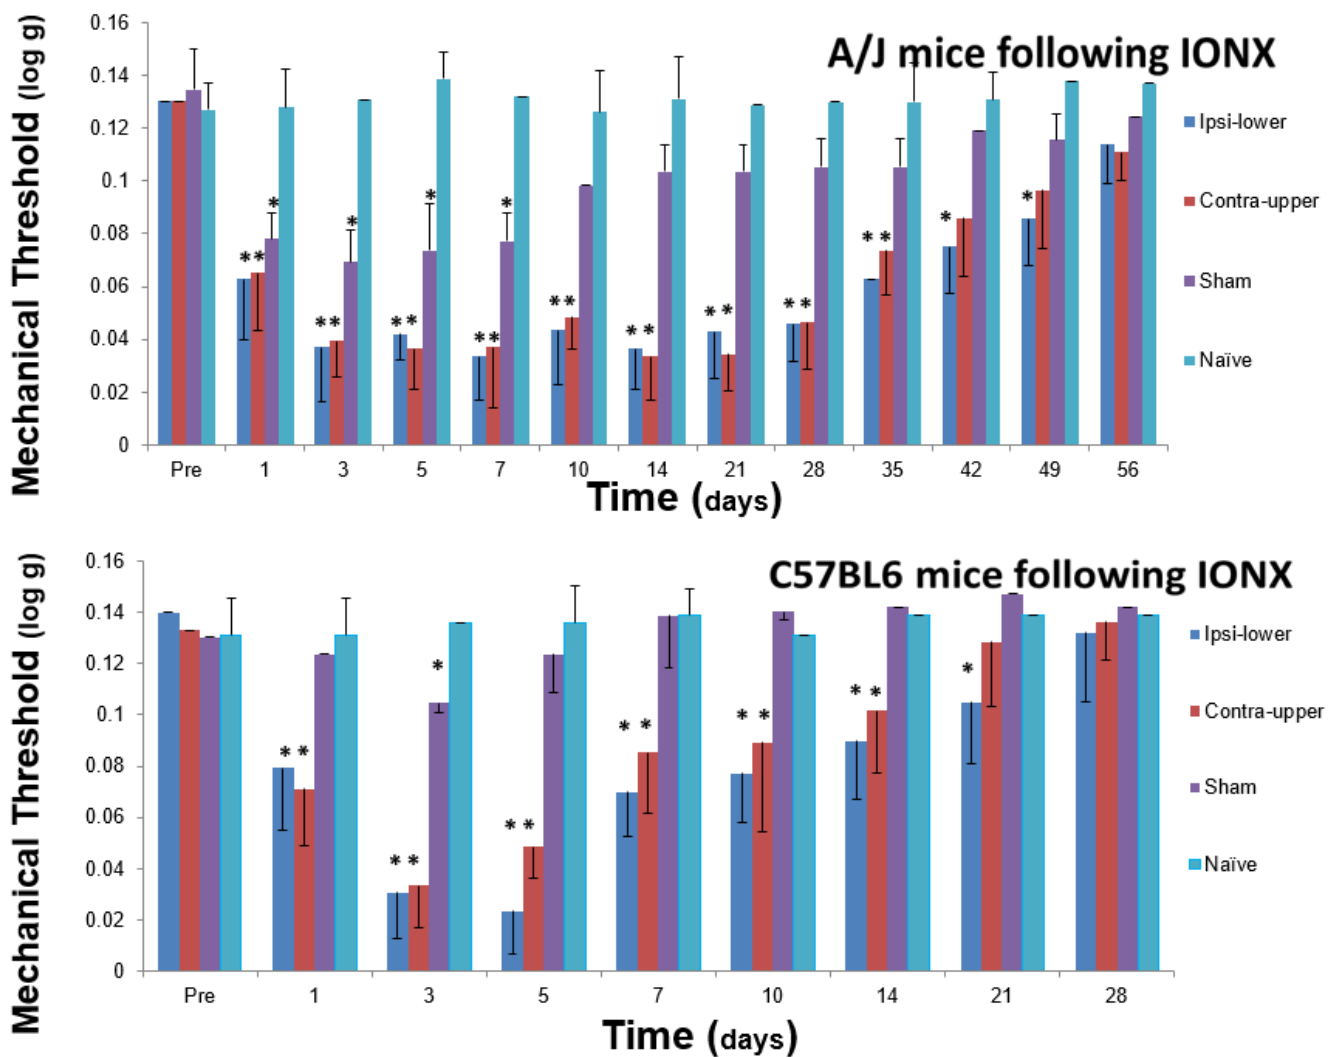 A/J mice following IONX
Mechanical Threshold (log g)
0.16
0.14
0.12
0.1
0.08
0.06
0.04
0.02
0
* * *
* * *
* * *
* * *
* *
* *
* *
* *
* *
*
*
Pre 1 3 5 7 10 14 21 28 35 42 49 56
Time (days)
Ipsi-lower
Contra-upper
Sham
Naïve
C57BL6 mice following IONX
Mechanical Threshold (log g)
0.16
0.14
0.12
0.1
0.08
0.06
0.04
0.02
0
* *
* * *
* *
* *
* *
* *
*
Pre 1 3 5 7 10 14 21 28
Time (days)
Ipsi-lower
Contra-upper
Sham
Naïve